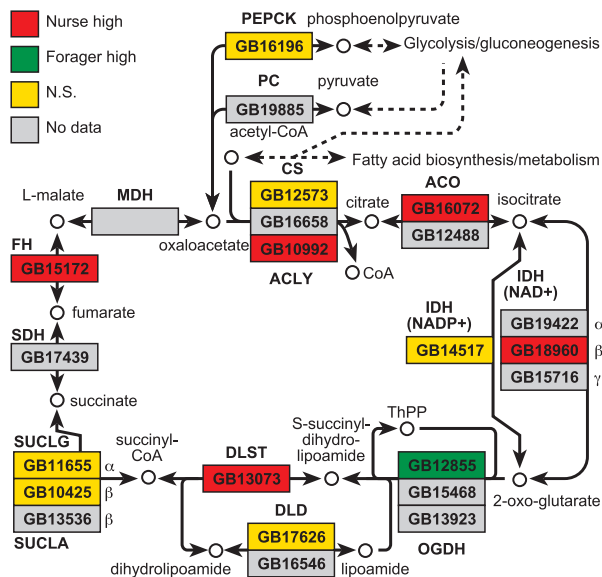 Nurse high
Forager high
N.S.
No data
PEPCK
phosphoenolpyruvate
GB16196
Glycolysis/gluconeogenesis
PC
pyruvate
GB19885
acetyl-CoA
Fatty acid biosynthesis/metabolism
CS
GB12573
GB16658
GB10992
ACLY
citrate
CoA
ACO
GB16072
GB12488
isocitrate
L-malate
MDH
oxaloacetate
FH
GB15172
fumarate
SDH
GB17439
succinate
IDH
(NADP+)
GB14517
IDH
(NAD+)
GB19422 α
GB18960 β
GB15716 γ
SUCLG
GB11655 α
GB10425 β
GB13536 β
SUCLA
succinyl-
CoA
DLST
GB13073
S-succinyl-
dihydro-
lipoamide
ThPP
GB12855
GB15468
GB13923
OGDH
2-oxo-glutarate
DLD
GB17626
GB16546
dihydrolipoamide
lipoamide